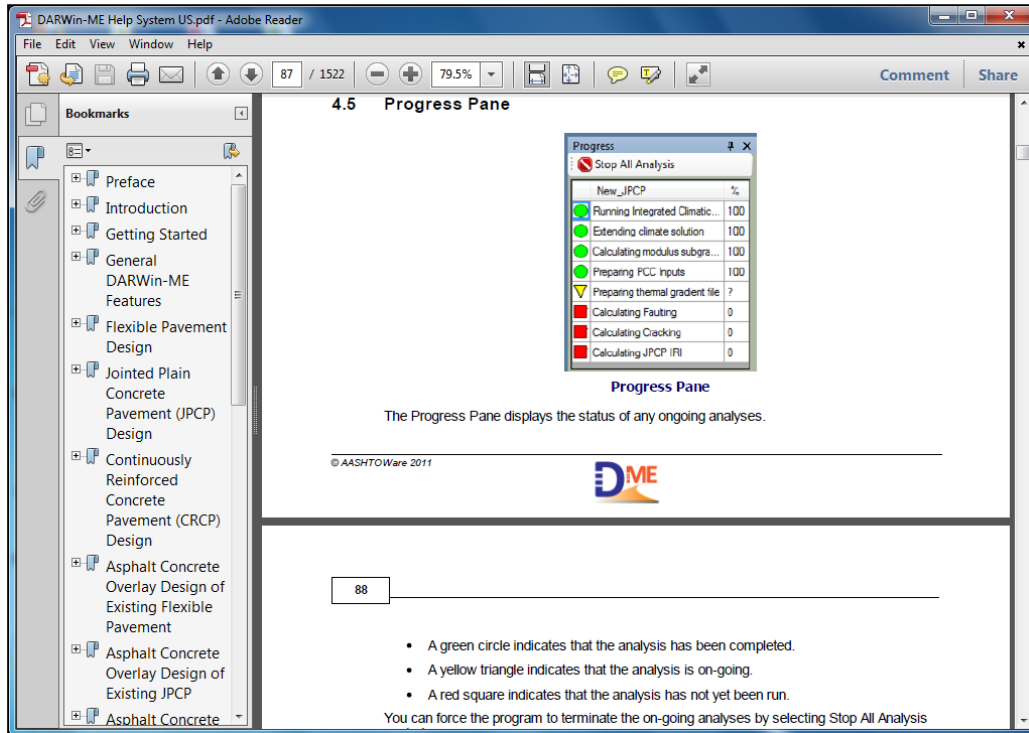 DARWin-ME Help System US.pdf - Adobe Reader
File Edit View Window Help
87 / 1522 79.5% Comment Share
Bookmarks
Preface
Introduction
Getting Started
General
DARWin-ME
Features
Flexible Pavement
Design
Jointed Plain
Concrete
Pavement (JPCP)
Design
Continuously
Reinforced
Concrete
Pavement (CRCP)
Design
Asphalt Concrete
Overlay Design of
Existing Flexible
Pavement
Asphalt Concrete
Overlay Design of
Existing JPCP
Asphalt Concrete
4.5 Progress Pane
Progress
Stop All Analysis
New_JPCP %
Running Integrated Climatic... 100
Extending climate solution 100
Calculating modulus subgra... 100
Preparing PCC Inputs 100
Preparing thermal gradient file ?
Calculating Faulting 0
Calculating Cracking 0
Calculating JPCP IRI 0
Progress Pane
The Progress Pane displays the status of any ongoing analyses.
© AASHTOWare 2011
DME
88
• A green circle indicates that the analysis has been completed.
• A yellow triangle indicates that the analysis is on-going.
• A red square indicates that the analysis has not yet been run.
You can force the program to terminate the on-going analyses by selecting Stop All Analysis